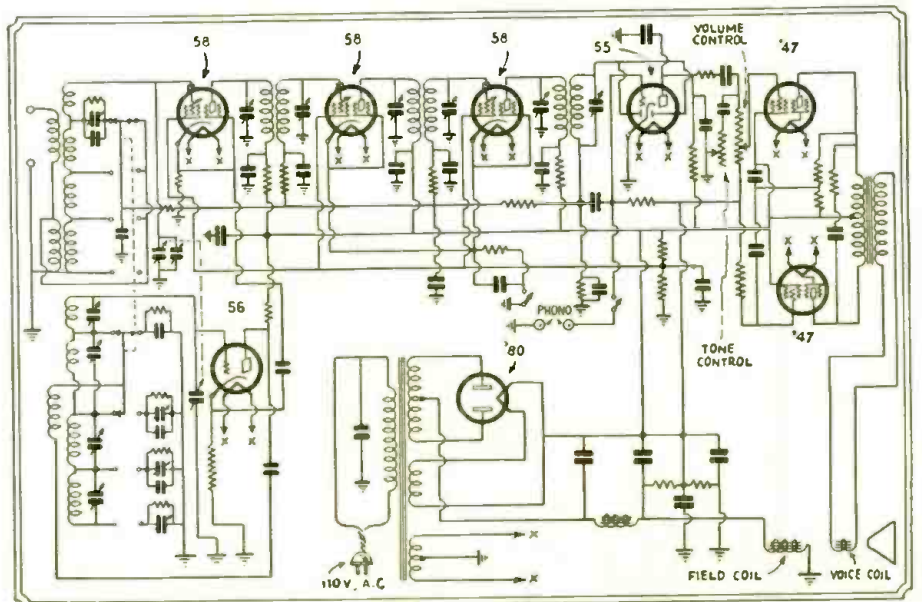 58
58
58
55
VOLUME
CONTROL
'47
X X
X X
X X
X X
X X
X X
56
X X
PHONO
'80
'47
TONE
CONTROL
110V. A.C.
X
X
FIELD COIL
VOICE COIL